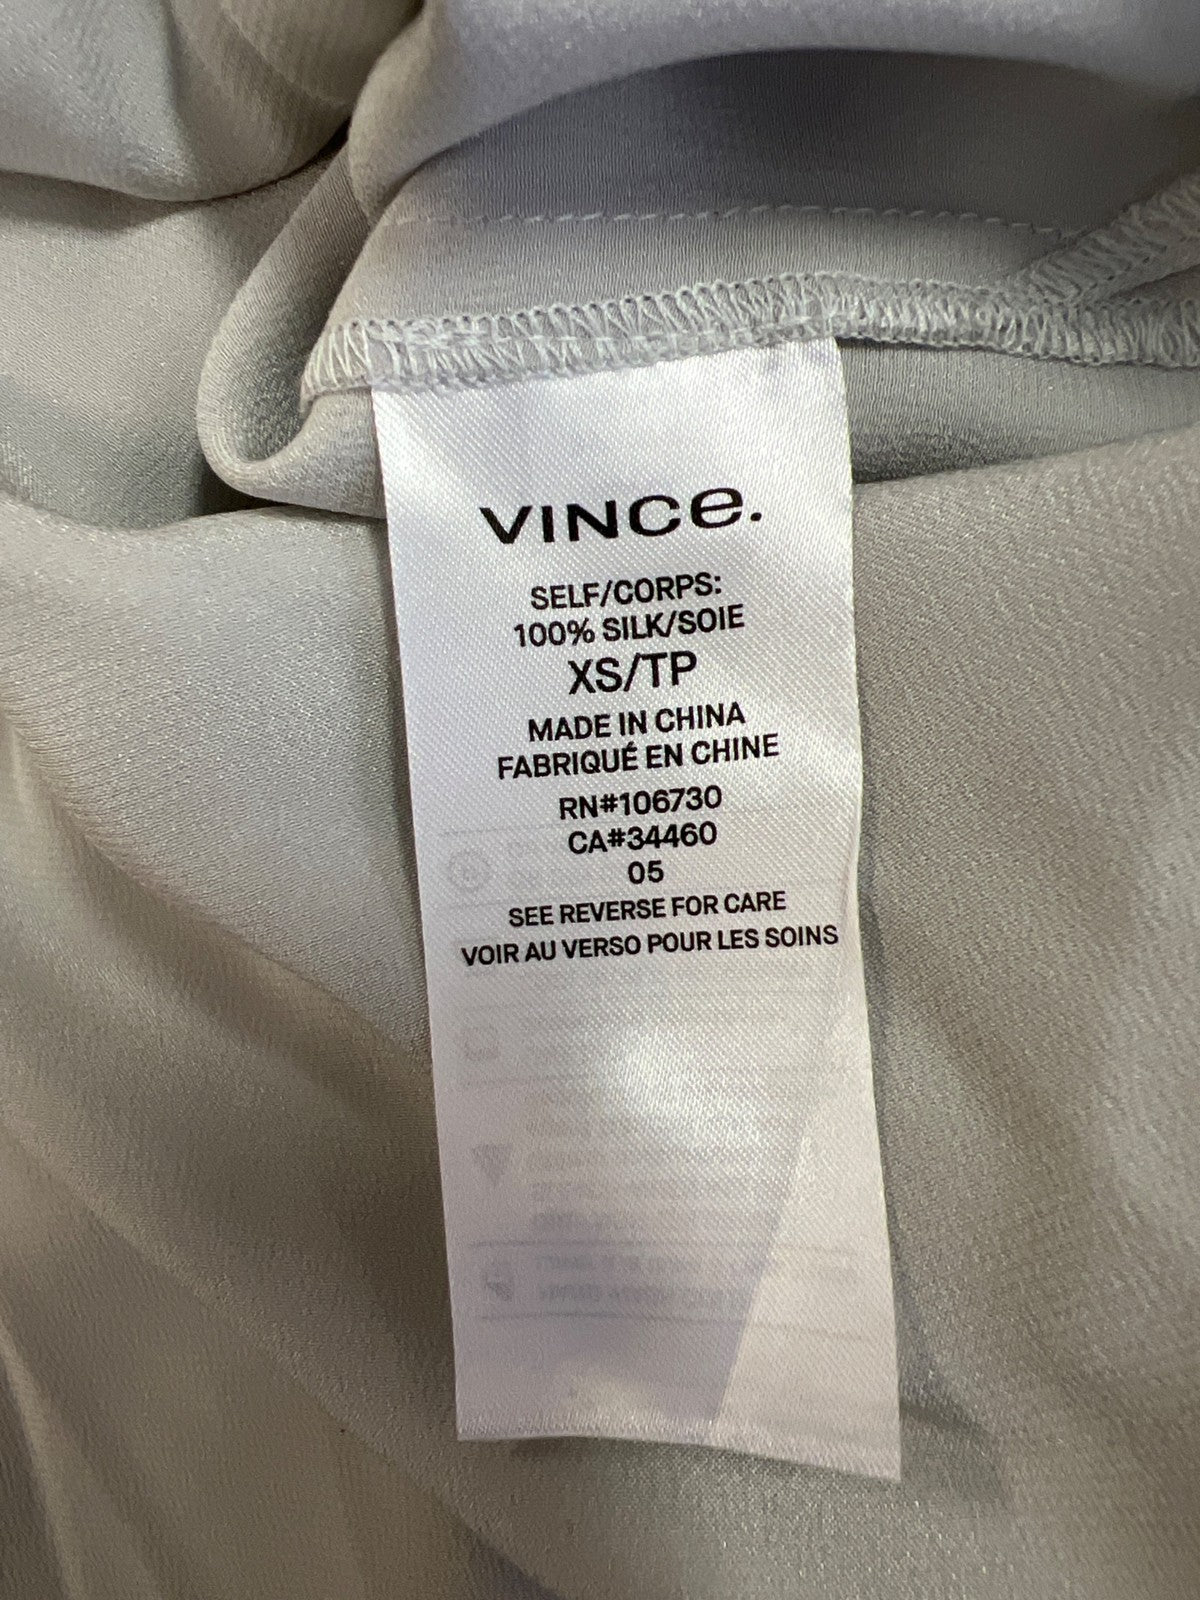 VINCe.
SELF/CORPS:
100% SILK/SOIE
XS/TP
MADE IN CHINA
FABRIQUÉ EN CHINE
RN#106730
CA#34460
05
SEE REVERSE FOR CARE
VOIR AU VERSO POUR LES SOINS